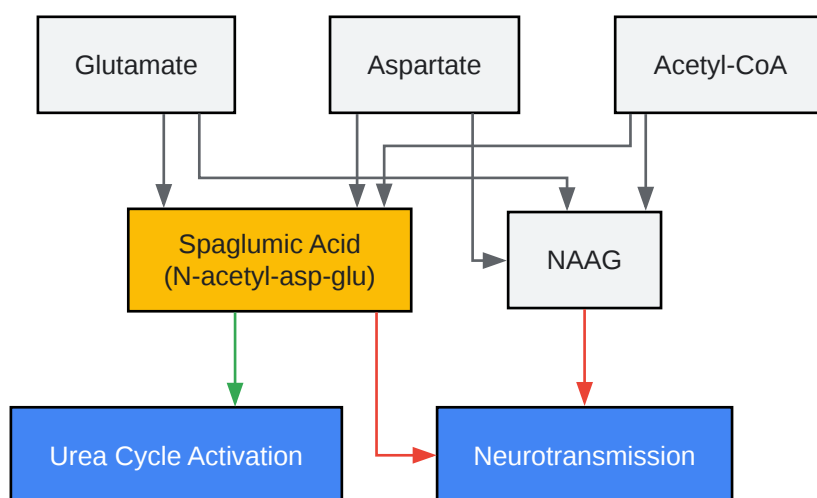 Glutamate
Aspartate
Acetyl-CoA
Spaglumic Acid
(N-acetyl-asp-glu)
NAAG
Urea Cycle Activation
Neurotransmission